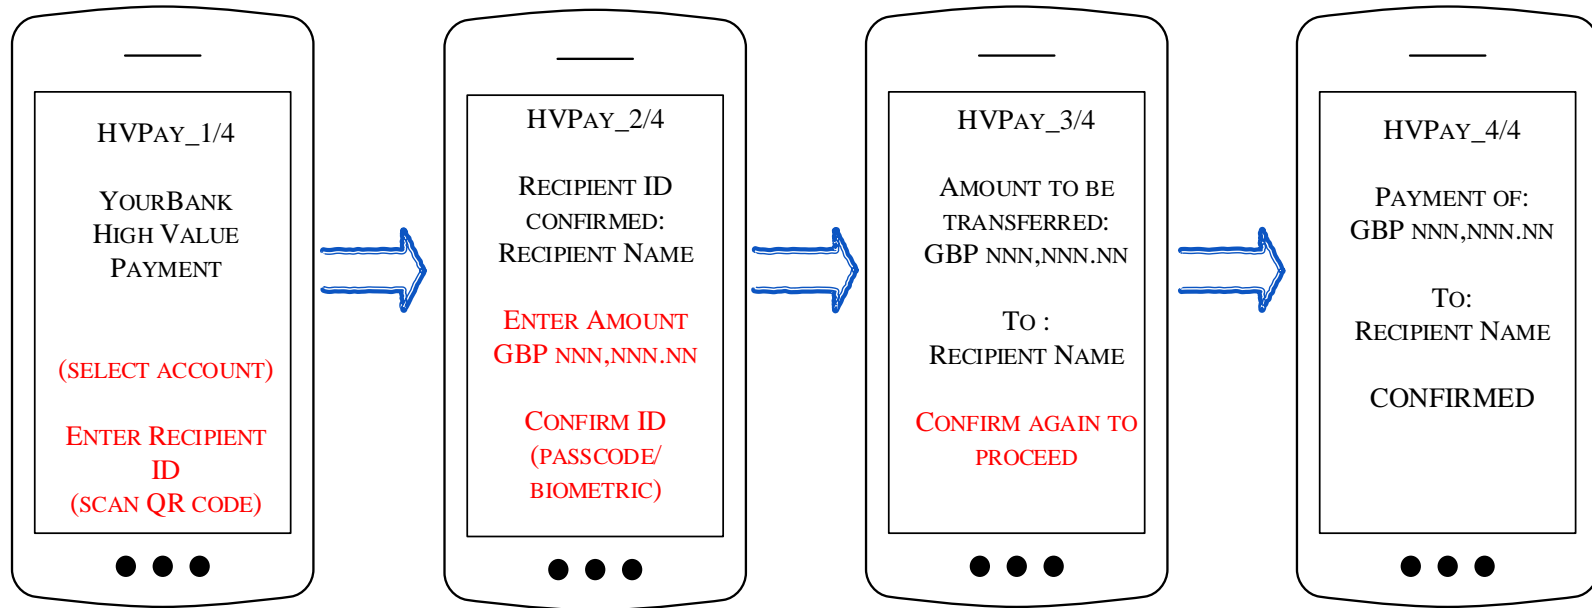 HVPay_1/4
YourBank
High Value
Payment
(select account)
Enter Recipient
ID
(scan QR code)
HVPay_2/4
Recipient ID
confirmed:
Recipient Name
Enter Amount
GBP nnn,nnn.nn
Confirm ID
(passcode/
biometric)
HVPay_3/4
Amount to be
transferred:
GBP nnn,nnn.nn
To :
Recipient Name
Confirm again to
proceed
HVPay_4/4
Payment of:
GBP nnn,nnn.nn
To:
Recipient Name
CONFIRMED